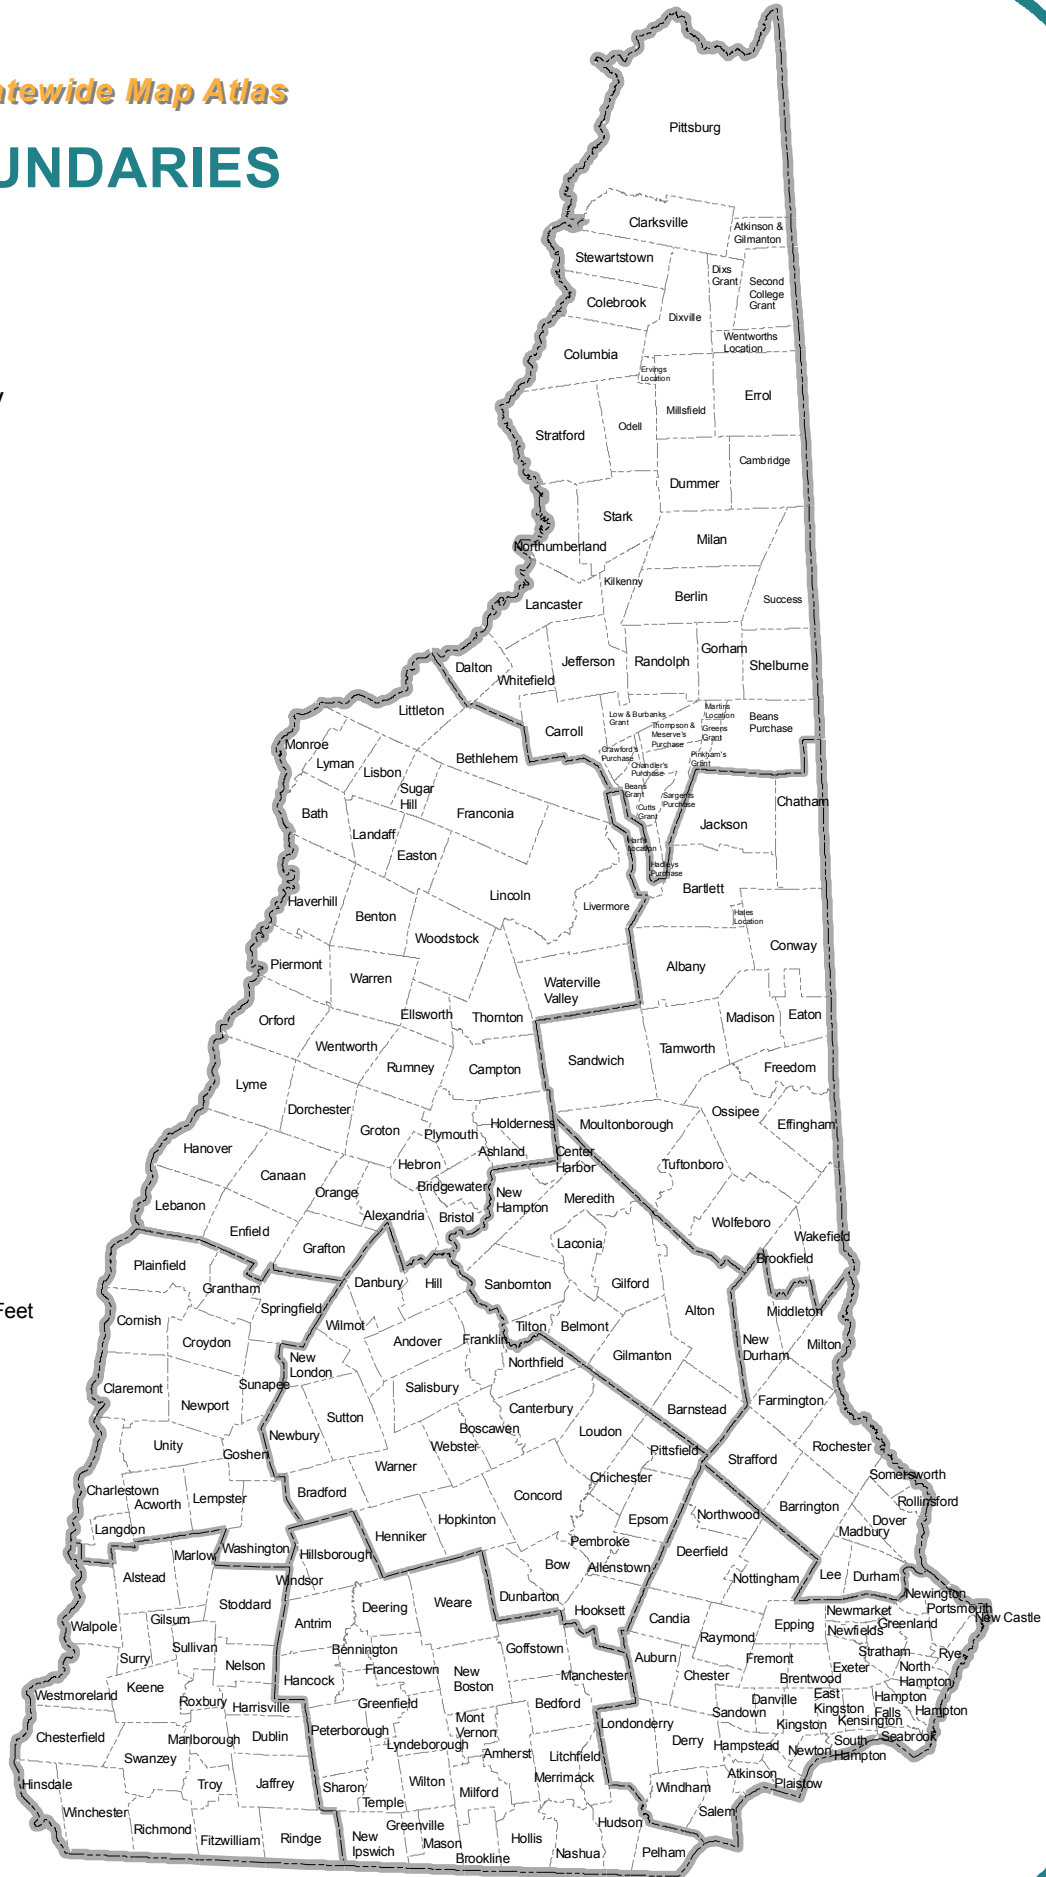 atewide Map Atlas
UNDARIES
Pittsburg
Clarksville
Atkinson &
Gilmanton
Stewartstown
Dixs
Grant
Second
College
Grant
Colebrook
Dixville
Wentworths
Location
Columbia
Ervings
Location
Errol
Millsfield
Odell
Stratford
Cambridge
Dummer
Stark
Milan
Northumberland
Kilkenny
Berlin
Success
Lancaster
Gorham
Jefferson
Randolph
Shelburne
Dalton
Whitefield
Littleton
Carroll
Low & Burbanks
Grant
Martins
Location
Beans
Purchase
Thompson &
Meserve's
Purchase
Greens
Grant
Crawford's
Purchase
Pinkham's
Grant
Chandler's
Purchase
Monroe
Lyman
Lisbon
Bethlehem
Sugar
Hill
Beans
Grant
Sargents
Purchase
Cutts
Grant
Chatham
Bath
Franconia
Jackson
Landaff
Easton
Harts
Location
Hadleys
Purchase
Bartlett
Haverhill
Lincoln
Livermore
Benton
Hales
Location
Woodstock
Conway
Piermont
Albany
Warren
Waterville
Valley
Orford
Ellsworth
Thornton
Madison
Eaton
Wentworth
Rumney
Campton
Sandwich
Tamworth
Freedom
Lyme
Dorchester
Ossipee
Effingham
Groton
Plymouth
Holderness
Moultonborough
Hanover
Ashland
Center
Harbor
Hebron
Tuftonboro
Canaan
Orange
Bridgewater
New
Hampton
Meredith
Lebanon
Alexandria
Bristol
Wolfeboro
Enfield
Wakefield
Grafton
Laconia
Brookfield
Plainfield
Grantham
Danbury
Hill
Sanbornton
Gilford
Feet
Cornish
Springfield
Wilmot
Alton
Middleton
Croydon
Andover
Franklin
Tilton
Belmont
New
Durham
Milton
New
London
Northfield
Gilmanton
Claremont
Sunapee
Salisbury
Newport
Canterbury
Barnstead
Farmington
Sutton
Boscawen
Loudon
Newbury
Webster
Unity
Goshen
Pittsfield
Strafford
Rochester
Warner
Chichester
Somersworth
Charlestown
Acworth
Lempster
Bradford
Concord
Rollinsford
Barrington
Hopkinton
Epsom
Northwood
Dover
Langdon
Henniker
Madbury
Pembroke
Washington
Hillsborough
Marlow
Bow
Allenstown
Deerfield
Alstead
Windsor
Nottingham
Lee
Durham
Stoddard
Dunbarton
Newington
Deering
Weare
Hooksett
Newmarket
Portsmouth
New Castle
Walpole
Gilsum
Antrim
Candia
Epping
Newfields
Greenland
Surry
Sullivan
Bennington
Goffstown
Raymond
Stratham
Rye
Auburn
Fremont
Nelson
Francestown
New
Boston
Manchester
Chester
Exeter
North
Hampton
Keene
Hancock
Brentwood
Westmoreland
Roxbury
Harrisville
Greenfield
Bedford
Danville
East
Kingston
Hampton
Falls
Hampton
Sandown
Chesterfield
Marlborough
Dublin
Peterborough
Mont
Vernon
Londonderry
Kingston
Kensington
Lyndeborough
Derry
Hampstead
Newton
South
Hampton
Seabrook
Swanzey
Amherst
Litchfield
Hinsdale
Troy
Jaffrey
Sharon
Wilton
Merrimack
Atkinson
Plaistow
Temple
Milford
Windham
Winchester
Salem
Richmond
Greenville
Hudson
Fitzwilliam
Rindge
New
Ipswich
Mason
Hollis
Brookline
Nashua
Pelham